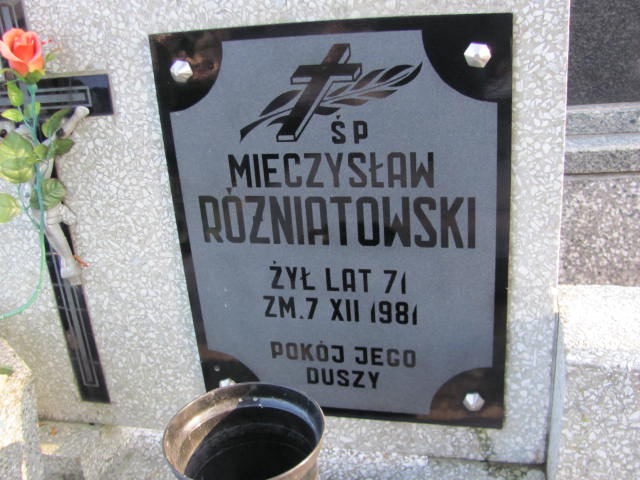 ŚP
MIECZYSŁAW
RÓZNIATOWSKI
ŻYŁ LAT 71
ZM. 7 XII 1981
POKÓJ JEGO
DUSZY